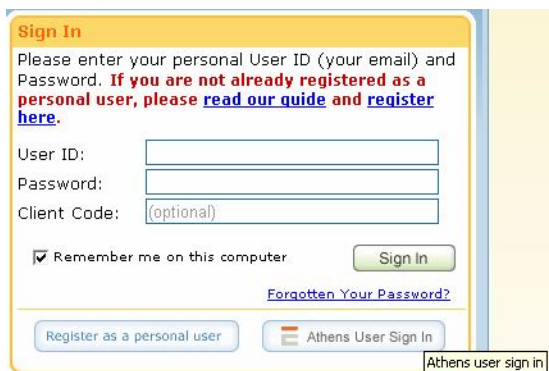 Sign In
Please enter your personal User ID (your email) and
Password. If you are not already registered as a
personal user, please read our guide and register
here.
User ID:
Password:
Client Code: (optional)
Remember me on this computer Sign In
Forgotten Your Password?
Register as a personal user Athens User Sign In
Athens user sign in